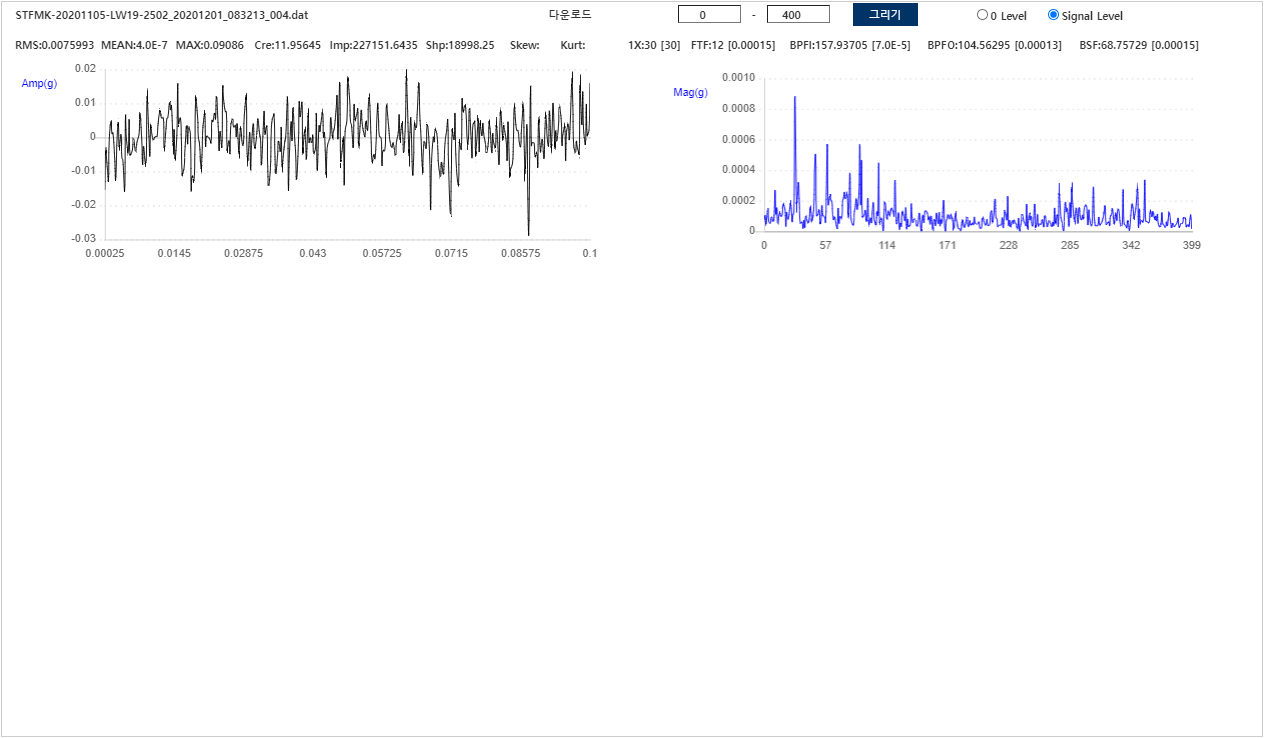 STFMK-20201105-LW19-2502_20201201_083213_004.dat 다운로드 0 - 400 그리기 0 Level Signal Level
RMS:0.0075993 MEAN:4.0E-7 MAX:0.09086 Cre:11.95645 Imp:227151.6435 Shp:18998.25 Skew: Kurt: 1X:30 [30] FTF:12 [0.00015] BPFI:157.93705 [7.0E-5] BPFO:104.56295 [0.00013] BSF:68.75729 [0.00015]
Amp(g)
0.02
0.01
0
-0.01
-0.02
-0.03
0.00025 0.0145 0.02875 0.043 0.05725 0.0715 0.08575 0.1
Mag(g)
0.0010
0.0008
0.0006
0.0004
0.0002
0
0 57 114 171 228 285 342 399